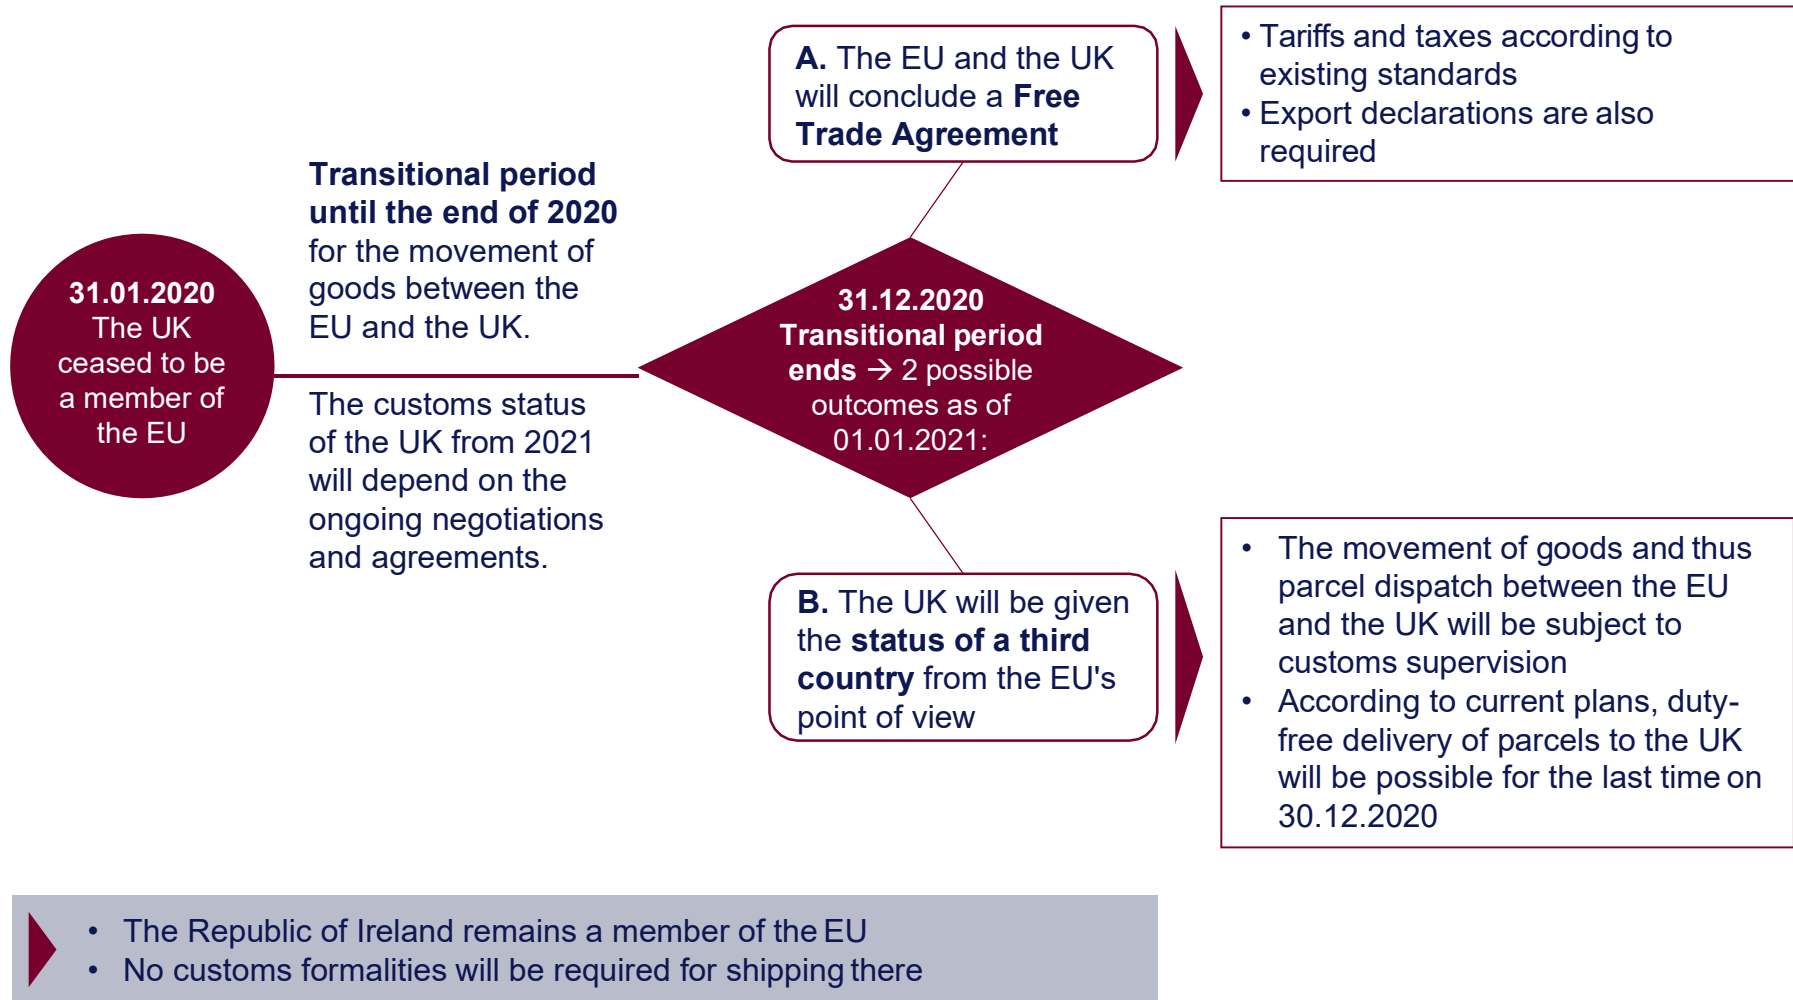 31.01.2020
The UK
ceased to be
a member of
the EU
Transitional period
until the end of 2020
for the movement of
goods between the
EU and the UK.
The customs status
of the UK from 2021
will depend on the
ongoing negotiations
and agreements.
31.12.2020
Transitional period
ends → 2 possible
outcomes as of
01.01.2021:
A. The EU and the UK
will conclude a Free
Trade Agreement
• Tariffs and taxes according to
existing standards
• Export declarations are also
required
B. The UK will be given
the status of a third
country from the EU's
point of view
• The movement of goods and thus
parcel dispatch between the EU
and the UK will be subject to
customs supervision
• According to current plans, duty-
free delivery of parcels to the UK
will be possible for the last time on
30.12.2020
• The Republic of Ireland remains a member of the EU
• No customs formalities will be required for shipping there